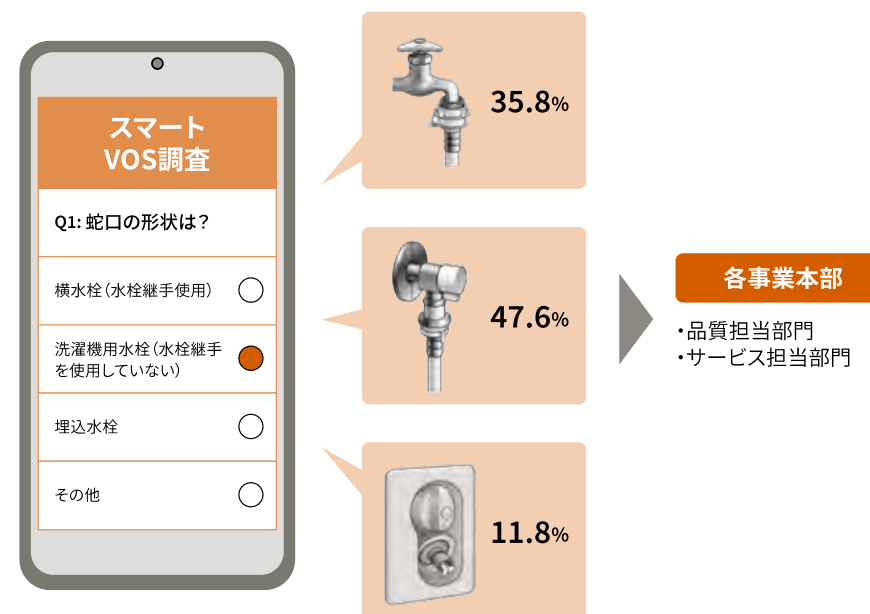 スマート
VOS調査
Q1: 蛇口の形状は？
横水栓（水栓継手使用）
洗濯機用水栓（水栓継手
を使用していない）
埋込水栓
その他
35.8%
47.6%
11.8%
各事業本部
・品質担当部門
・サービス担当部門